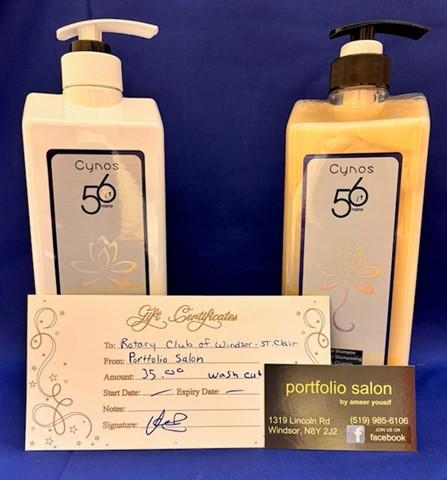 Cynos
56
nano
Cynos
56
nano
Shampoo
Gift Certificates
To: Rotary Club of Windsor-St. Clair
From: Portfolio Salon
Amount: 35.00 wash cut
Start Date: — Expiry Date: —
Notes:
Signature:
portfolio salon
by ameer yousif
1319 Lincoln Rd (519) 985-6106
Windsor, N8Y 2J2 f JOIN US ON
facebook